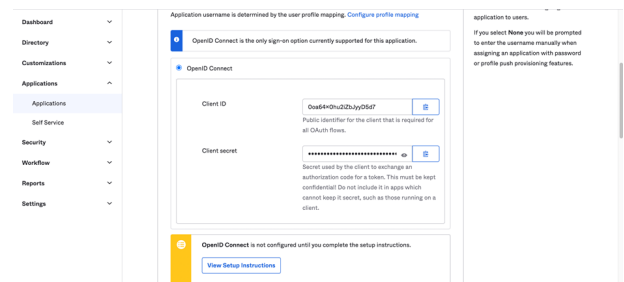 Dashboard
Directory
Customizations
Applications
Applications
Self Service
Security
Workflow
Reports
Settings
Application username is determined by the user profile mapping. Configure profile mapping
OpenID Connect is the only sign-on option currently supported for this application.
OpenID Connect
Client ID
0oa64x0hu2iZbJyyD5d7
Public identifier for the client that is required for
all OAuth flows.
Client secret
Secret used by the client to exchange an
authorization code for a token. This must be kept
confidential! Do not include it in apps which
cannot keep it secret, such as those running on a
client.
OpenID Connect is not configured until you complete the setup instructions.
View Setup Instructions
application to users.
If you select None you will be prompted
to enter the username manually when
assigning an application with password
or profile push provisioning features.